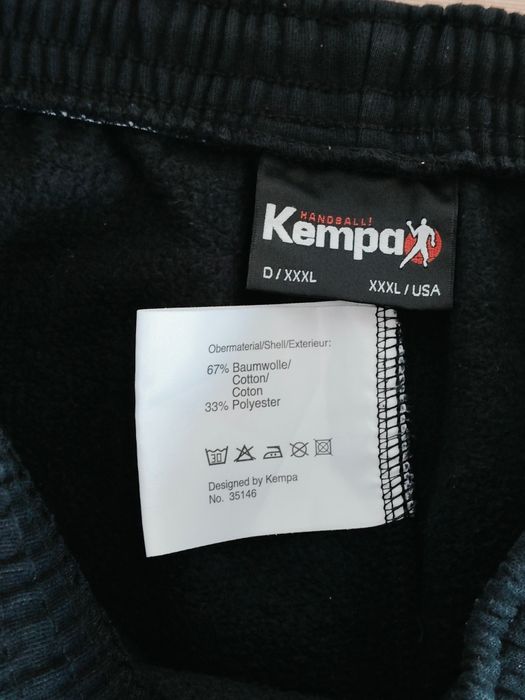 HANDBALL!
Kempa
D/XXXL
XXXL/USA
Obermaterial/Shell/Exterieur:
67% Baumwolle/
Cotton/
Coton
33% Polyester
30
Designed by Kempa
No. 35146